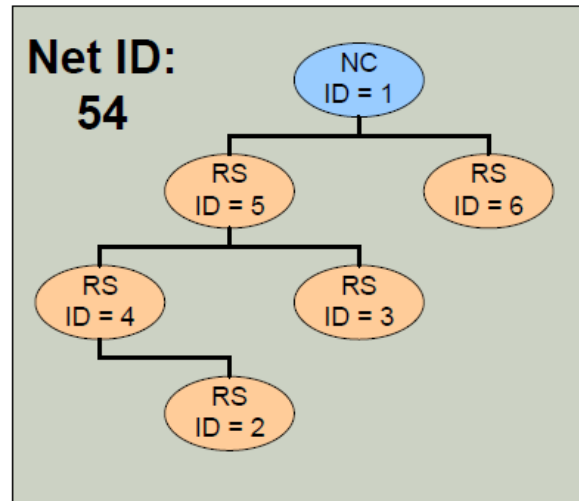 Net ID:
54
NC
ID = 1
RS
ID = 5
RS
ID = 6
RS
ID = 4
RS
ID = 3
RS
ID = 2